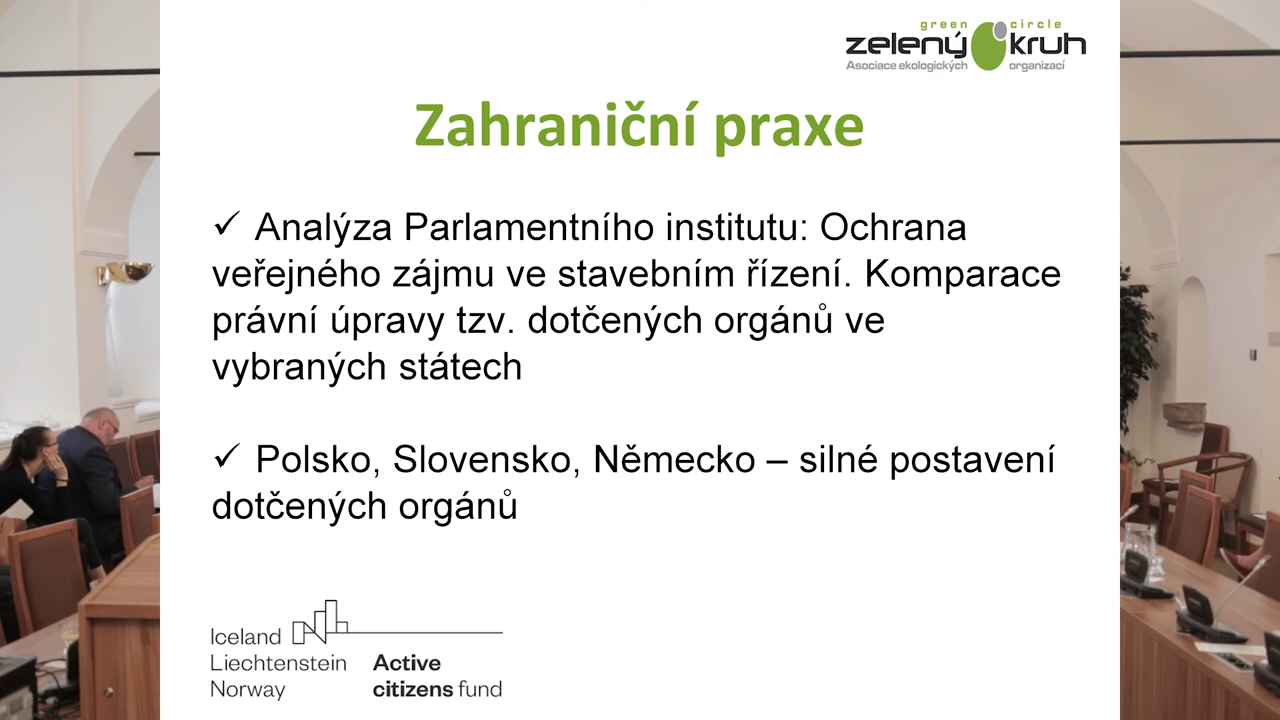 green circle
zelený kruh
Asociace ekologických organizací
Zahraniční praxe
✓ Analýza Parlamentního institutu: Ochrana
veřejného zájmu ve stavebním řízení. Komparace
právní úpravy tzv. dotčených orgánů ve
vybraných státech
✓ Polsko, Slovensko, Německo – silné postavení
dotčených orgánů
Iceland
Liechtenstein Active
Norway citizens fund